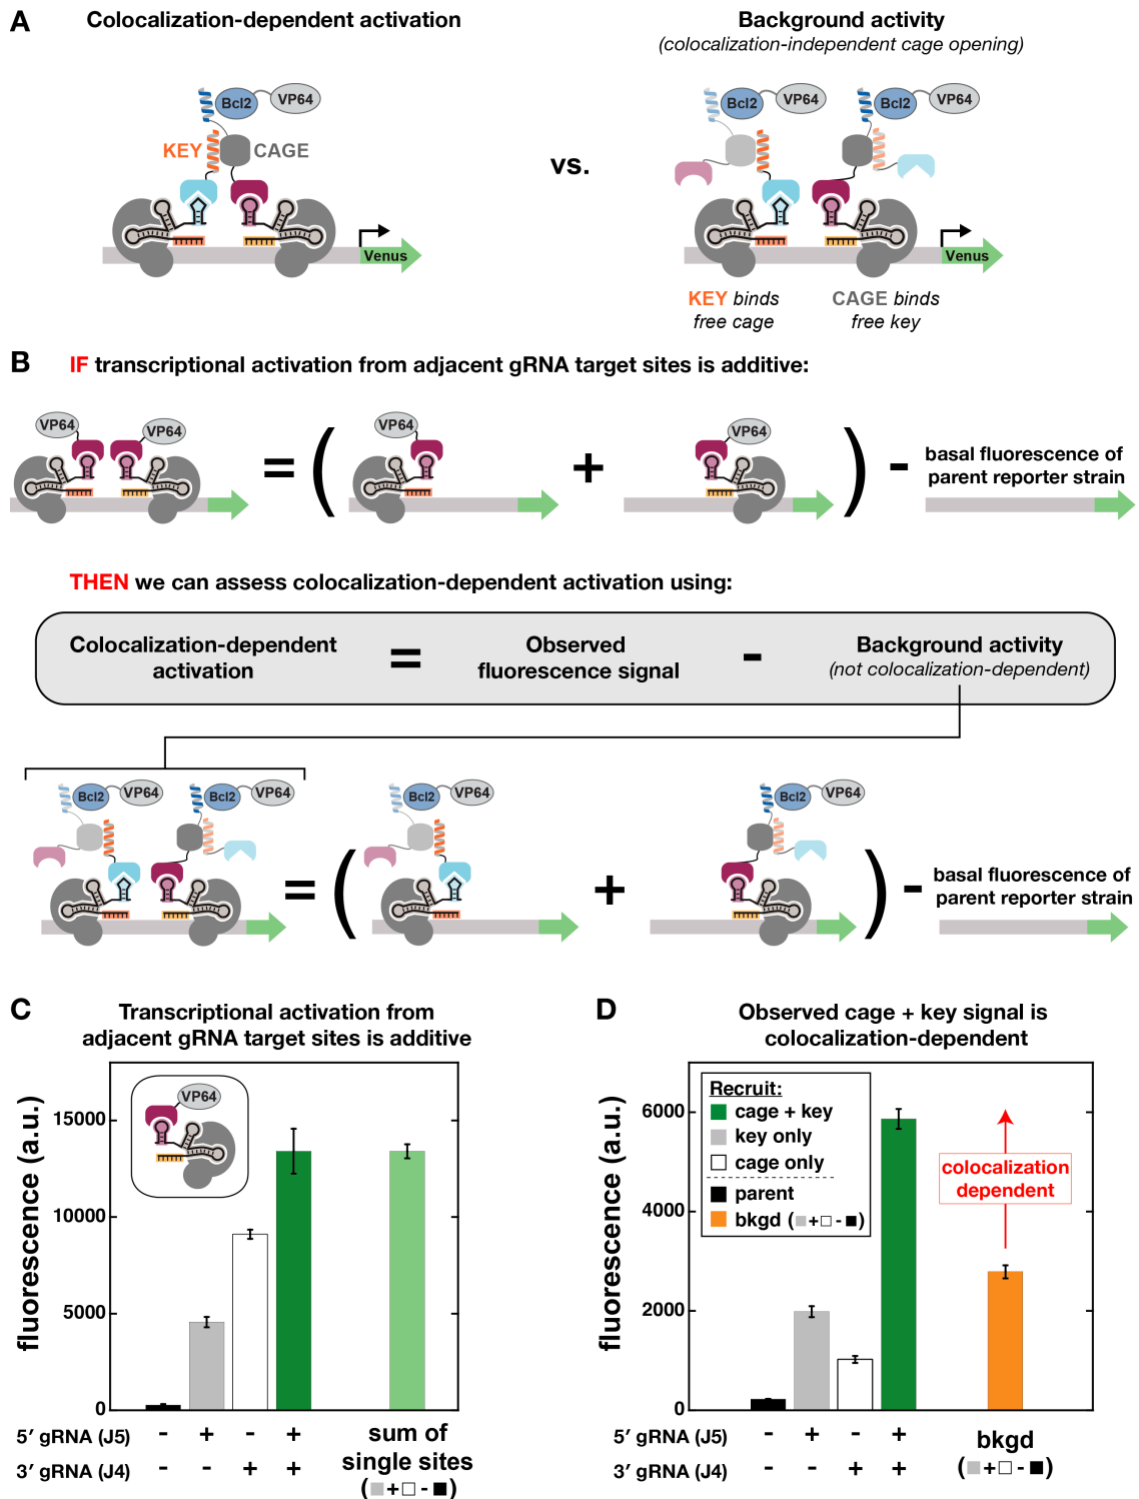 A
Colocalization-dependent activation
Background activity
(colocalization-independent cage opening)
Bcl2
VP64
KEY
CAGE
Venus
vs.
Bcl2
VP64
Bcl2
VP64
Venus
KEY binds
free cage
CAGE binds
free key
B
IF transcriptional activation from adjacent gRNA target sites is additive:
VP64
VP64
=
(
VP64
+
VP64
)
-
basal fluorescence of
parent reporter strain
THEN we can assess colocalization-dependent activation using:
Colocalization-dependent
activation
=
Observed
fluorescence signal
-
Background activity
(not colocalization-dependent)
Bcl2
VP64
Bcl2
VP64
=
(
Bcl2
VP64
+
Bcl2
VP64
)
-
basal fluorescence of
parent reporter strain
C
Transcriptional activation from
adjacent gRNA target sites is additive
fluorescence (a.u.)
15000
10000
5000
0
VP64
5′ gRNA (J5) - + - +
3′ gRNA (J4) - - + +
sum of
single sites
(■+□-■)
D
Observed cage + key signal is
colocalization-dependent
fluorescence (a.u.)
6000
4000
2000
0
Recruit:
cage + key
key only
cage only
parent
bkgd (■+□-■)
colocalization
dependent
5′ gRNA (J5) - + - +
3′ gRNA (J4) - - + +
bkgd
(■+□-■)